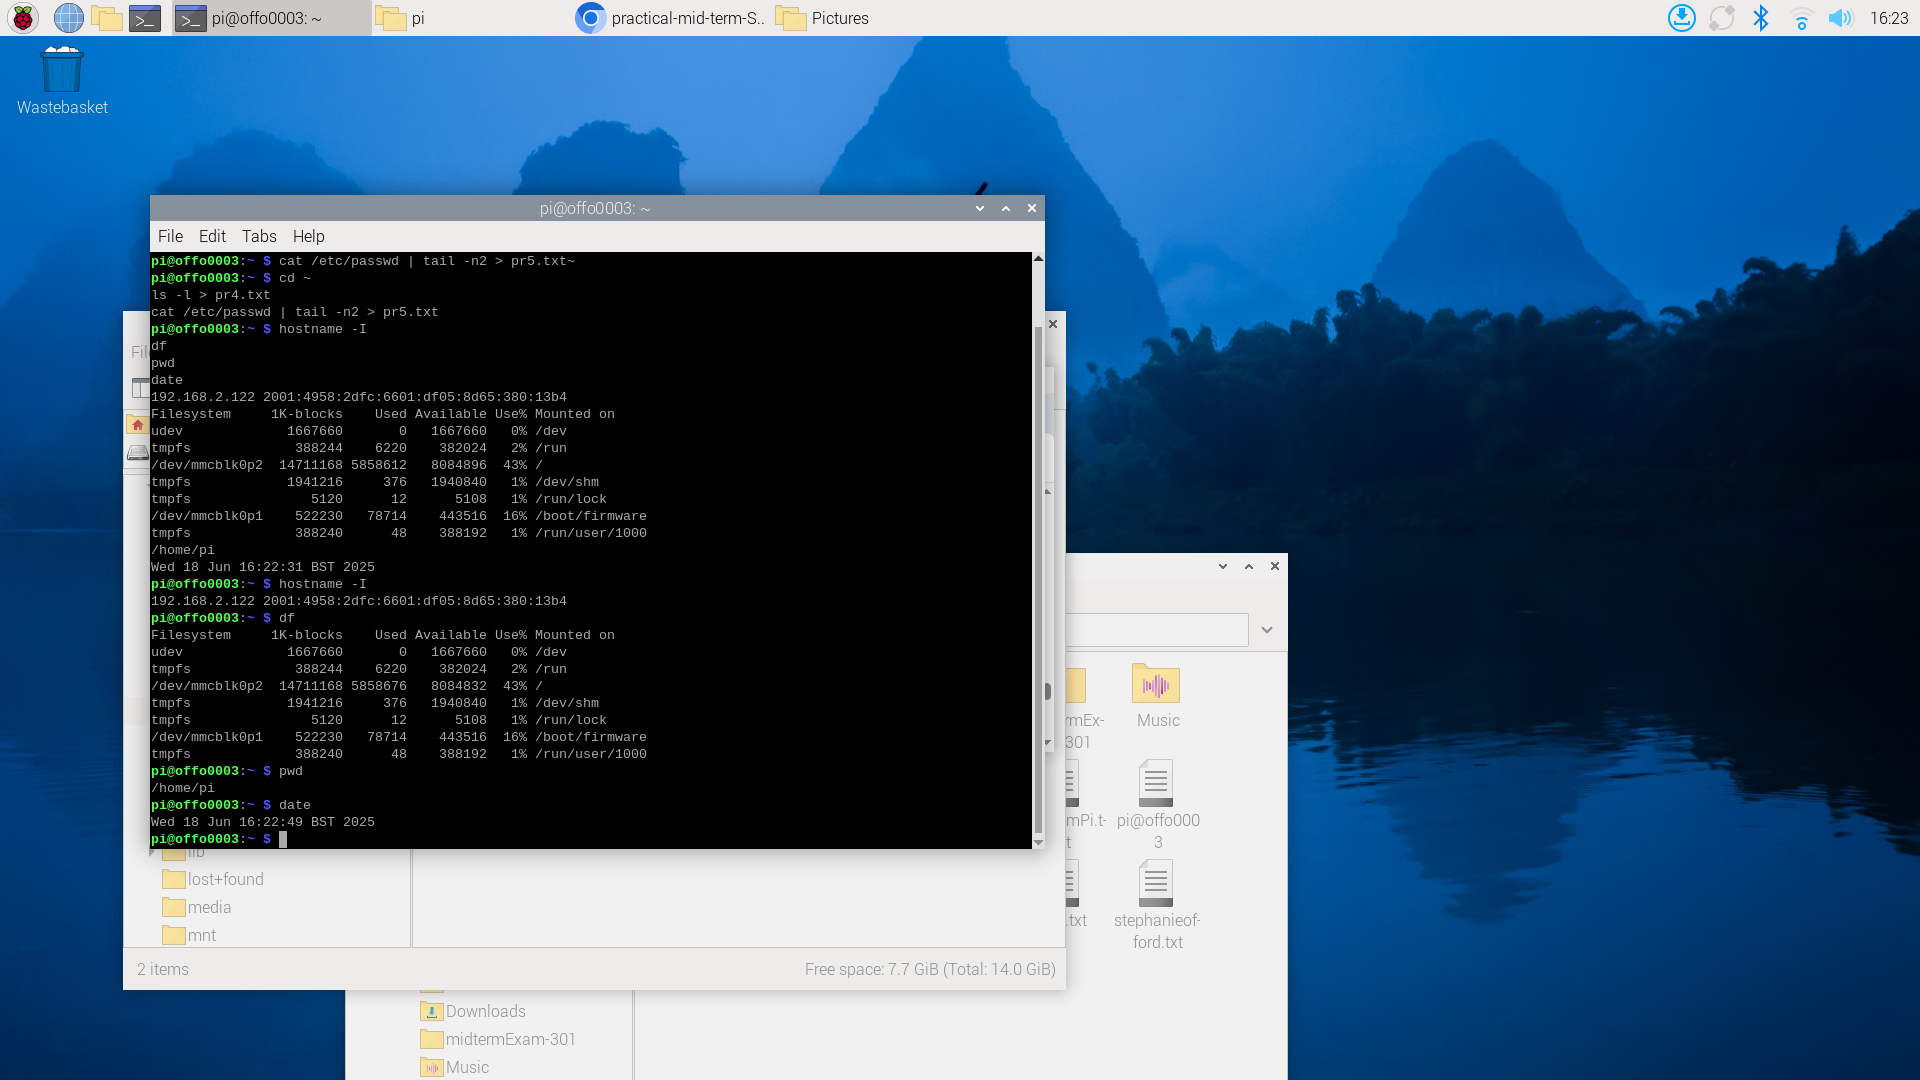 pi@offo0003: ~
pi
practical-mid-term-S..
Pictures
16:23
Wastebasket
pi@offo0003: ~
File Edit Tabs Help
pi@offo0003:~ $ cat /etc/passwd | tail -n2 > pr5.txt~
pi@offo0003:~ $ cd ~
ls -l > pr4.txt
cat /etc/passwd | tail -n2 > pr5.txt
pi@offo0003:~ $ hostname -I
df
pwd
date
192.168.2.122 2001:4958:2dfc:6601:df05:8d65:380:13b4
Filesystem     1K-blocks    Used Available Use% Mounted on
udev             1667660       0   1667660   0% /dev
tmpfs             388244    6220    382024   2% /run
/dev/mmcblk0p2  14711168 5858612   8084896  43% /
tmpfs            1941216     376   1940840   1% /dev/shm
tmpfs               5120      12      5108   1% /run/lock
/dev/mmcblk0p1    522230   78714    443516  16% /boot/firmware
tmpfs             388240      48    388192   1% /run/user/1000
/home/pi
Wed 18 Jun 16:22:31 BST 2025
pi@offo0003:~ $ hostname -I
192.168.2.122 2001:4958:2dfc:6601:df05:8d65:380:13b4
pi@offo0003:~ $ df
Filesystem     1K-blocks    Used Available Use% Mounted on
udev             1667660       0   1667660   0% /dev
tmpfs             388244    6220    382024   2% /run
/dev/mmcblk0p2  14711168 5858676   8084832  43% /
tmpfs            1941216     376   1940840   1% /dev/shm
tmpfs               5120      12      5108   1% /run/lock
/dev/mmcblk0p1    522230   78714    443516  16% /boot/firmware
tmpfs             388240      48    388192   1% /run/user/1000
pi@offo0003:~ $ pwd
/home/pi
pi@offo0003:~ $ date
Wed 18 Jun 16:22:49 BST 2025
pi@offo0003:~ $
Fil
lib
lost+found
media
mnt
2 items
Free space: 7.7 GiB (Total: 14.0 GiB)
rmEx-
301
Music
mPi.t-
t
pi@offo000
3
.txt
stephanieof-
ford.txt
Downloads
midtermExam-301
Music